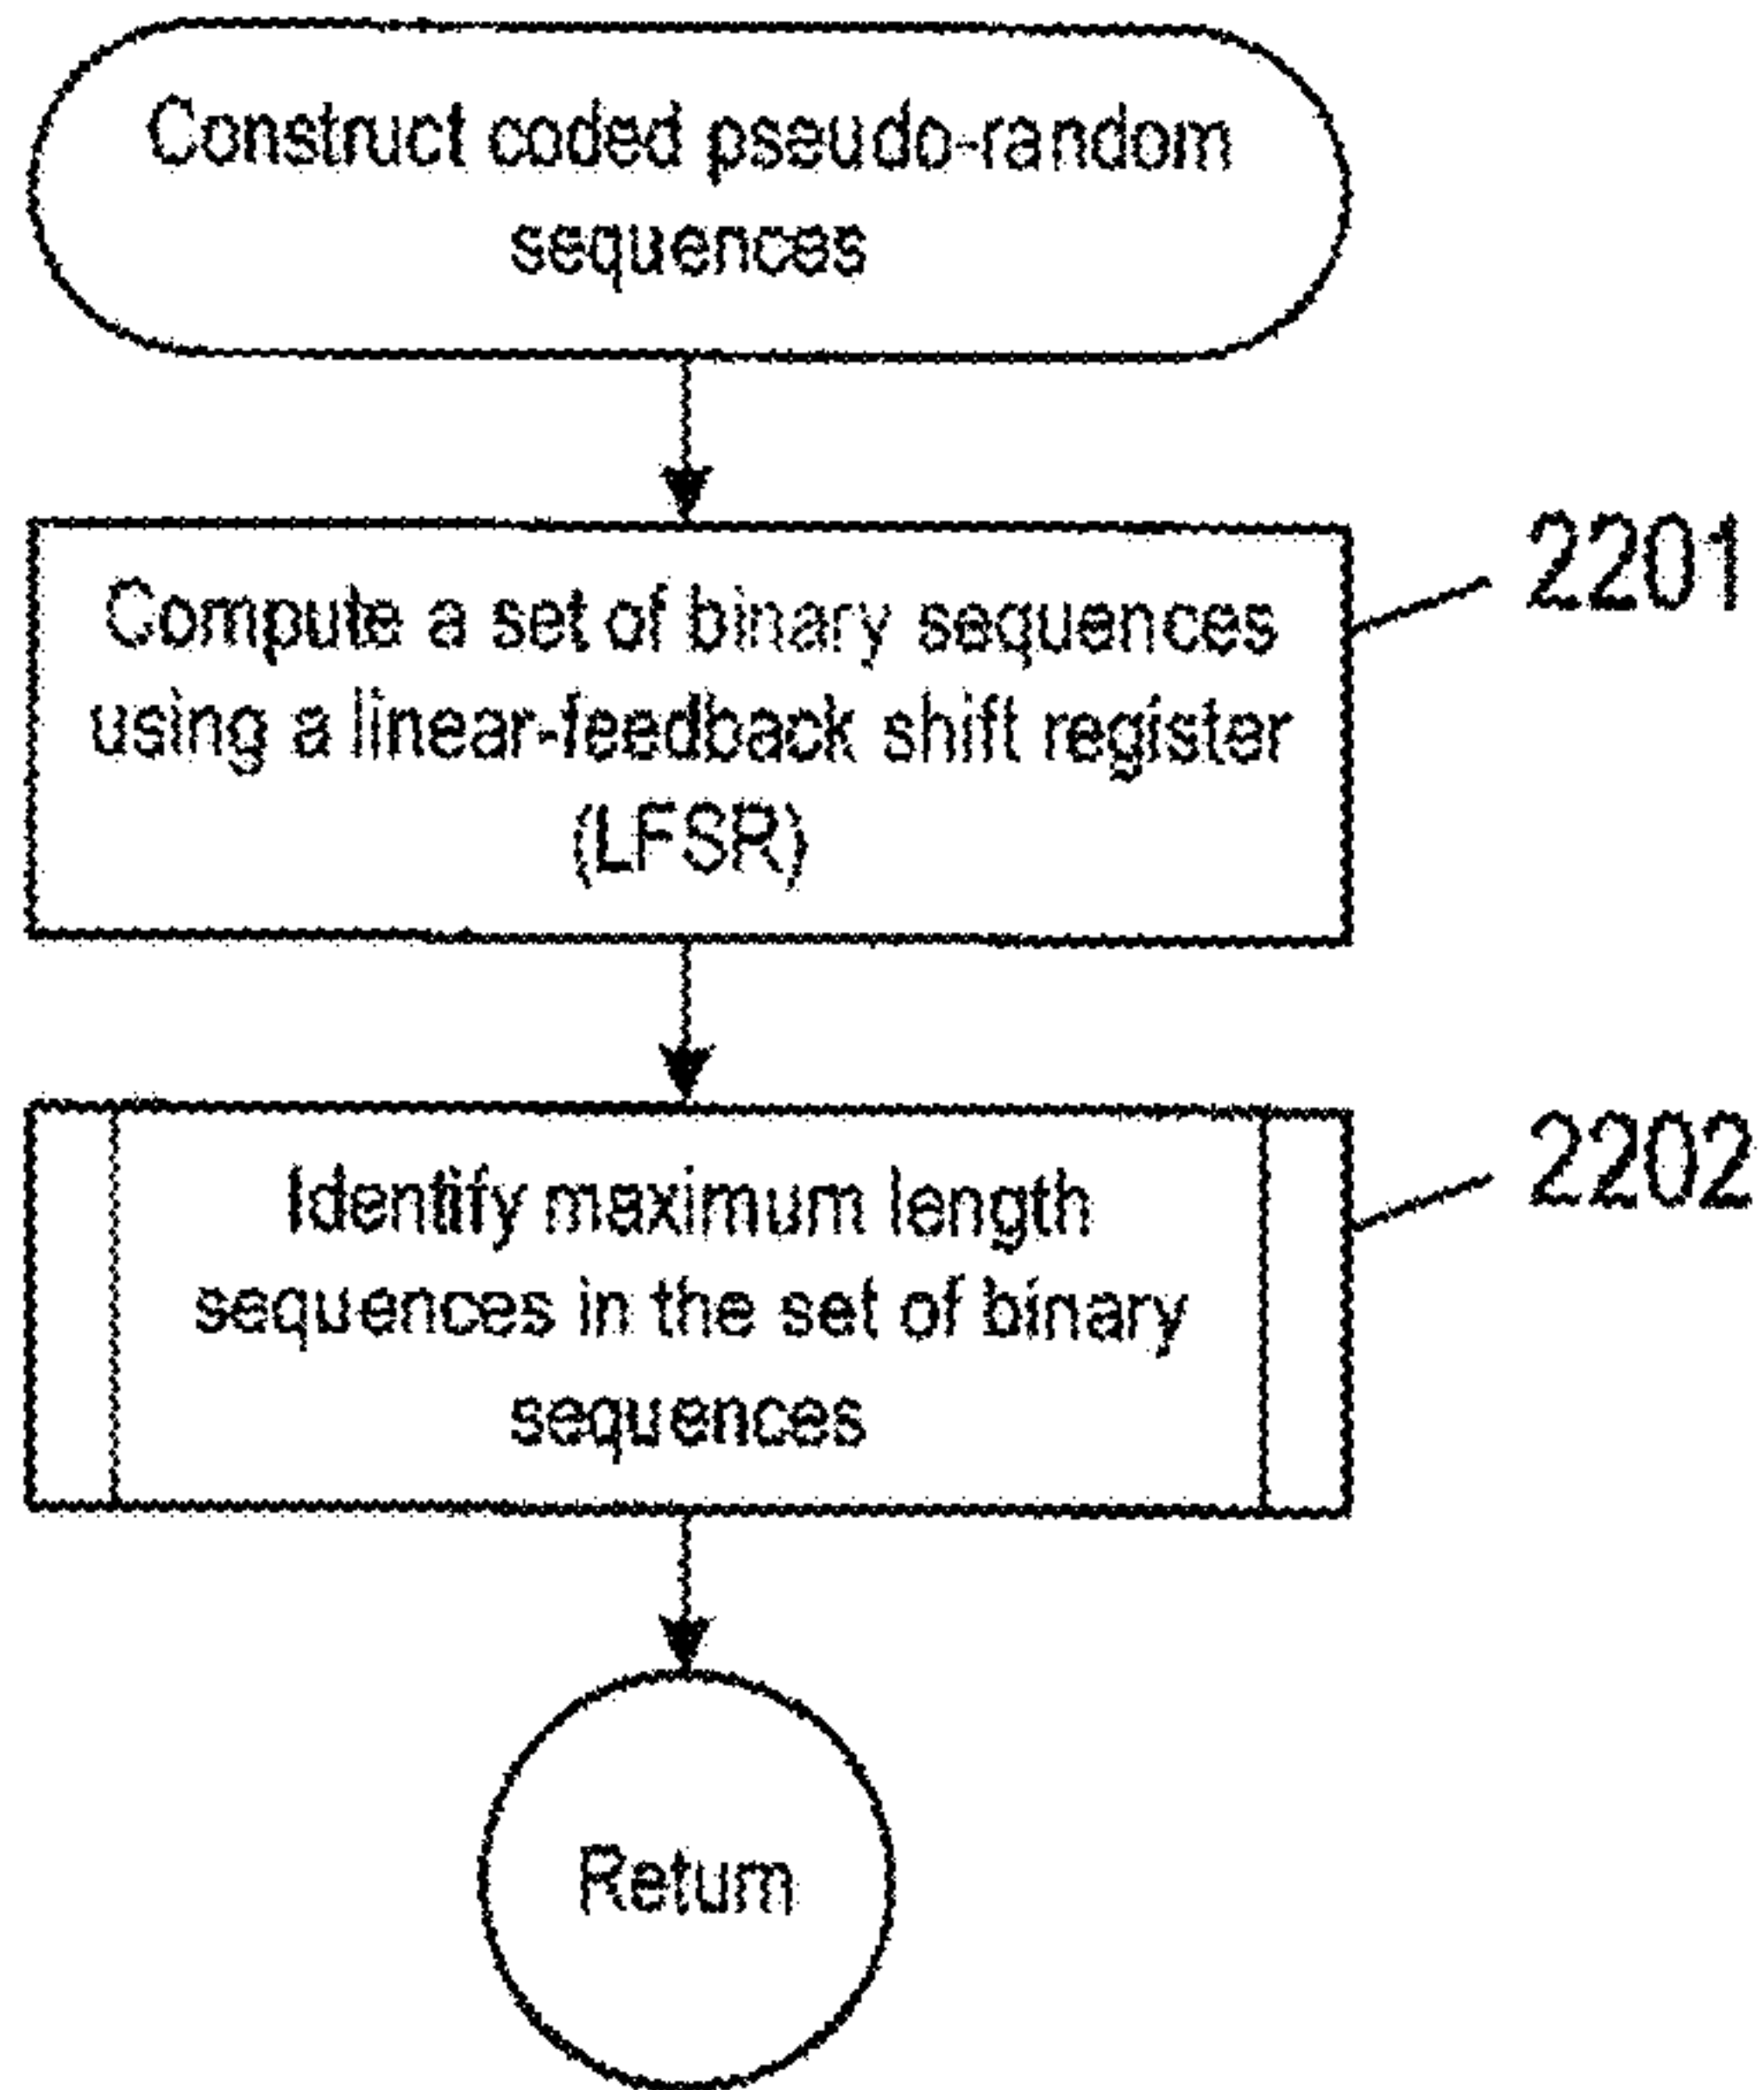 Construct coded pseudo-random
sequences
Compute a set of binary sequences
using a linear-feedback shift register
(LFSR)
2201
Identify maximum length
sequences in the set of binary
sequences
2202
Return